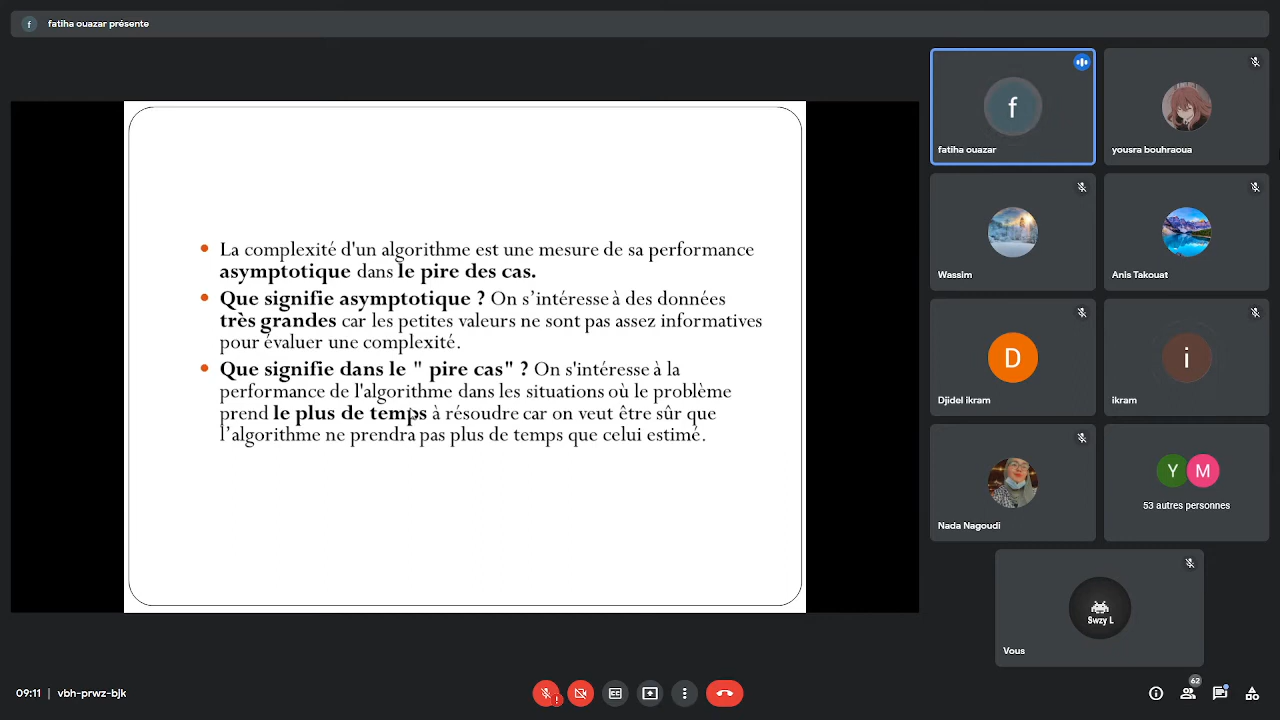 f fatiha ouazar présente
La complexité d'un algorithme est une mesure de sa performance
asymptotique dans le pire des cas.
Que signifie asymptotique ? On s’intéresse à des données
très grandes car les petites valeurs ne sont pas assez informatives
pour évaluer une complexité.
Que signifie dans le " pire cas" ? On s'intéresse à la
performance de l'algorithme dans les situations où le problème
prend le plus de temps à résoudre car on veut être sûr que
l’algorithme ne prendra pas plus de temps que celui estimé.
f
fatiha ouazar
yousra bouhraoua
Wassim
Anis Takouat
D
Djidel ikram
i
ikram
Nada Nagoudi
Y M
53 autres personnes
Swzy L
Vous
09:11 | vbh-prwz-bjk
62